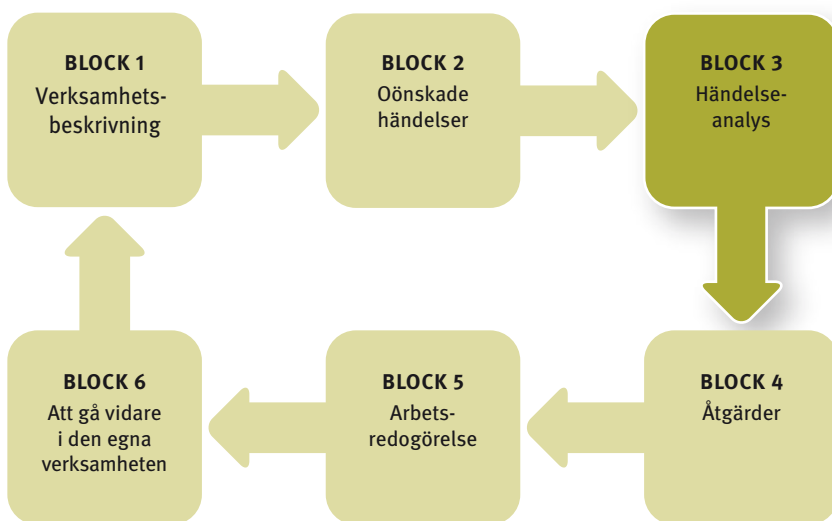 BLOCK 1
Verksamhets-
beskrivning
BLOCK 2
Oönskade
händelser
BLOCK 3
Händelse-
analys
BLOCK 4
Åtgärder
BLOCK 5
Arbets-
redogörelse
BLOCK 6
Att gå vidare
i den egna
verksamheten